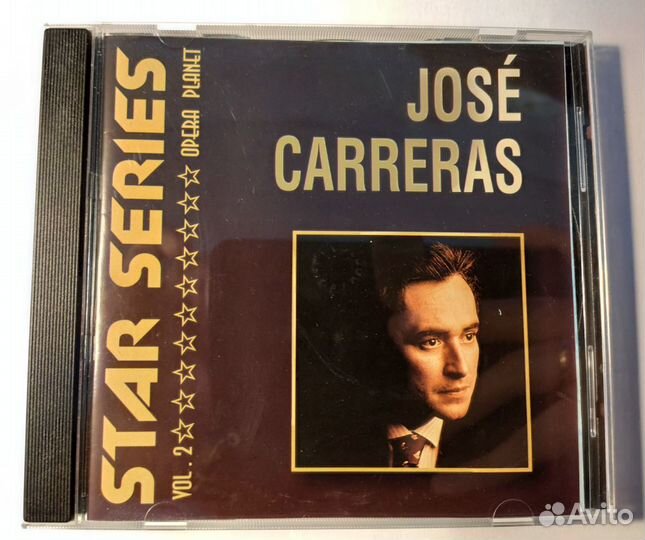 STAR SERIES
VOL. 2 ☆☆☆☆☆☆☆☆☆☆☆☆ OPERA PLANET
JOSÉ
CARRERAS
Avito